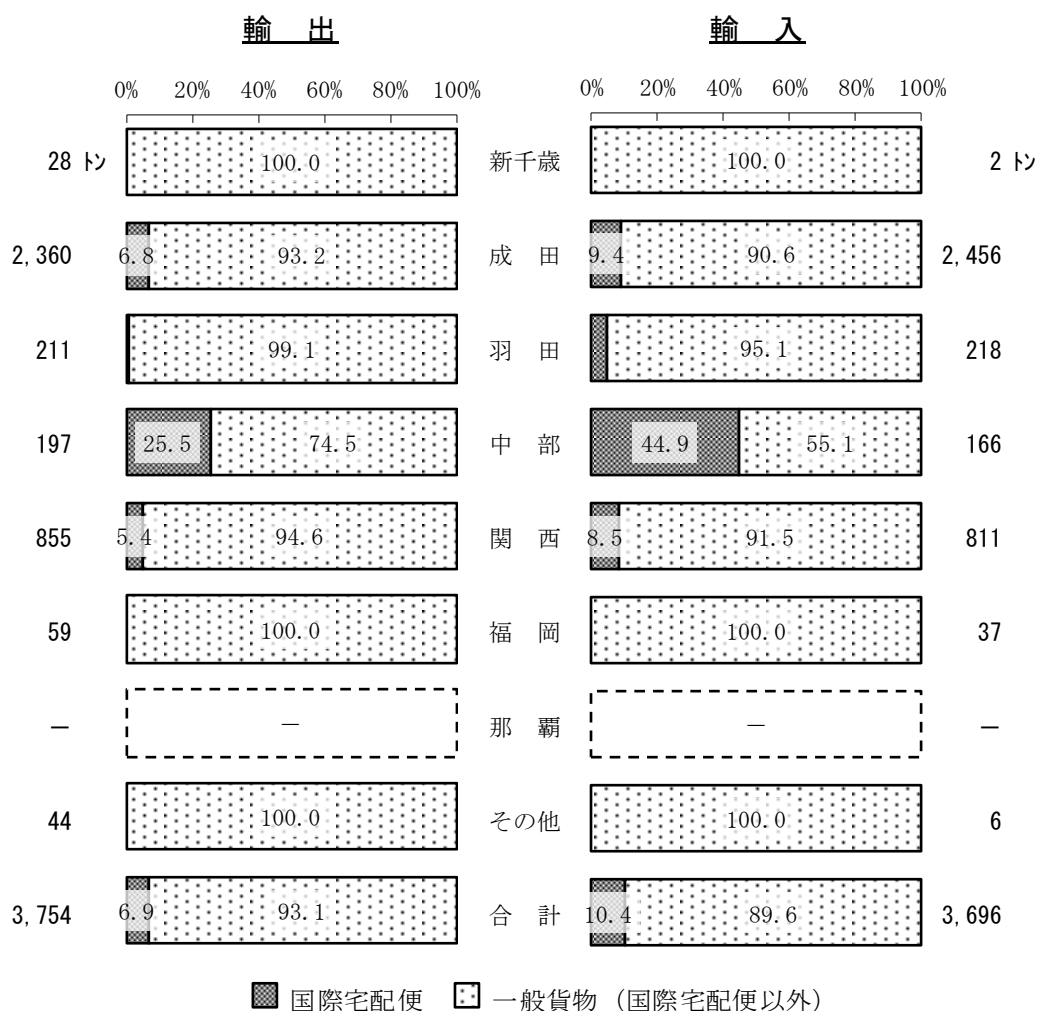 輸 出 輸 入
0% 20% 40% 60% 80% 100% 0% 20% 40% 60% 80% 100%
28 トン 100.0 新千歳 100.0 2 トン
2,360 6.8 93.2 成 田 9.4 90.6 2,456
211 99.1 羽 田 95.1 218
197 25.5 74.5 中 部 44.9 55.1 166
855 5.4 94.6 関 西 8.5 91.5 811
59 100.0 福 岡 100.0 37
－ － 那 覇 － －
44 100.0 その他 100.0 6
3,754 6.9 93.1 合 計 10.4 89.6 3,696
国際宅配便 一般貨物（国際宅配便以外）